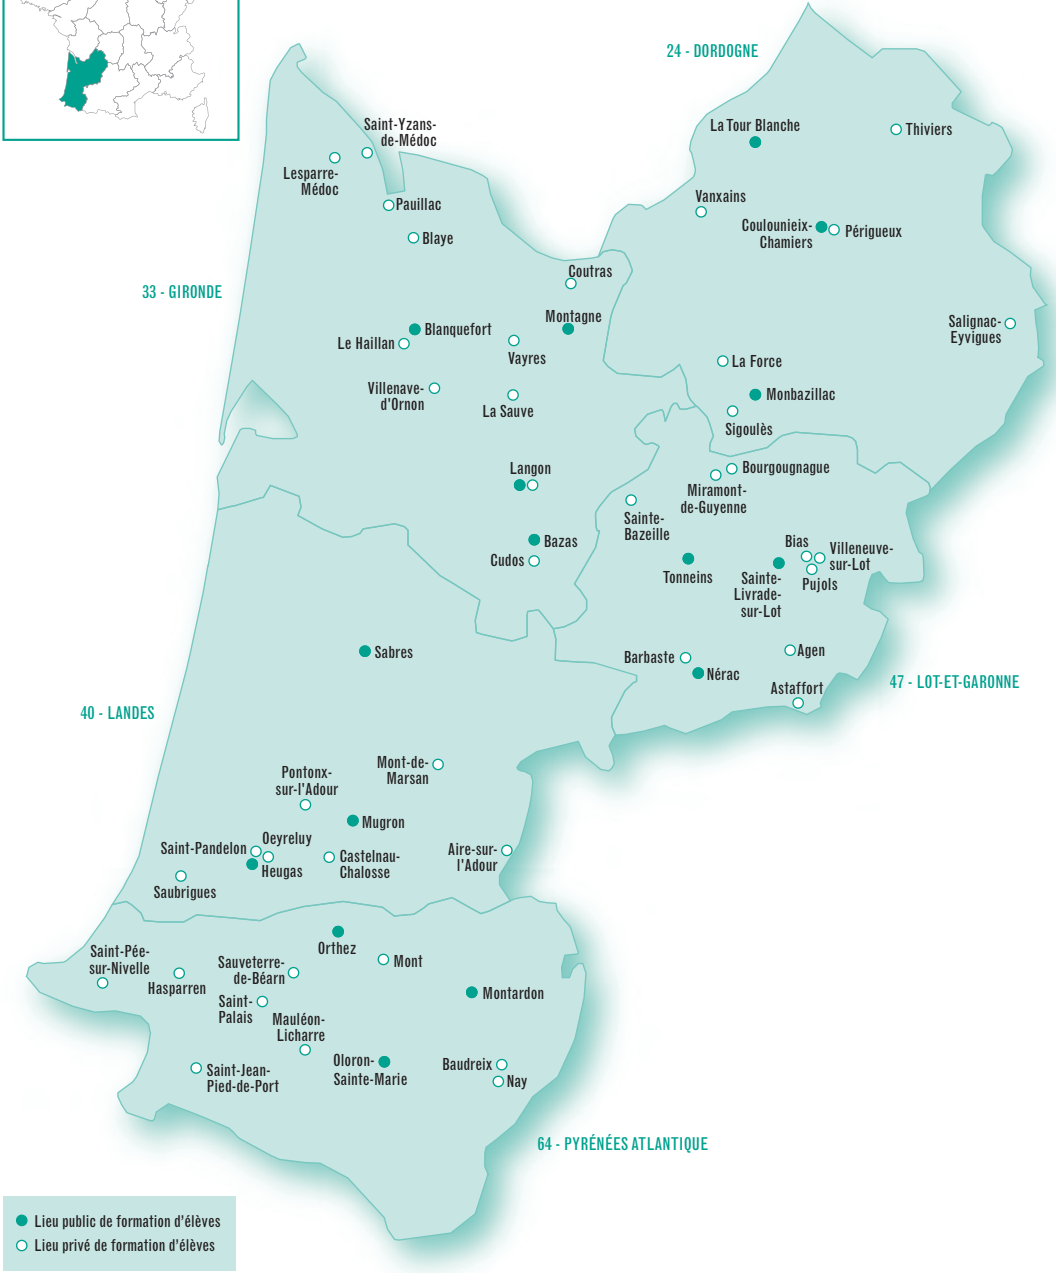 24 - DORDOGNE
Saint-Yzans-
de-Médoc
La Tour Blanche
Thiviers
Lesparre-
Médoc
Pauillac
Vanxains
Blaye
Coulounieix-
Chamiers
Périgueux
Coutras
33 - GIRONDE
Montagne
Blanquefort
Le Haillan
Vayres
Salignac-
Eyvigues
La Force
Villenave-
d'Ornon
La Sauve
Monbazillac
Sigoulès
Langon
Bourgougnague
Miramont-
de-Guyenne
Sainte-
Bazeille
Bazas
Cudos
Bias
Villeneuve-
sur-Lot
Pujols
Tonneins
Sainte-
Livrade-
sur-Lot
Sabres
Barbaste
Nérac
Agen
Astaffort
47 - LOT-ET-GARONNE
40 - LANDES
Mont-de-
Marsan
Pontonx-
sur-l'Adour
Mugron
Saint-Pandelon
Oeyreluy
Heugas
Castelnau-
Chalosse
Aire-sur-
l'Adour
Saubrigues
Orthez
Saint-Pée-
sur-Nivelle
Hasparren
Sauveterre-
de-Béarn
Mont
Saint-
Palais
Montardon
Mauléon-
Licharre
Saint-Jean-
Pied-de-Port
Oloron-
Sainte-Marie
Baudreix
Nay
64 - PYRÉNÉES ATLANTIQUE
Lieu public de formation d'élèves
Lieu privé de formation d'élèves